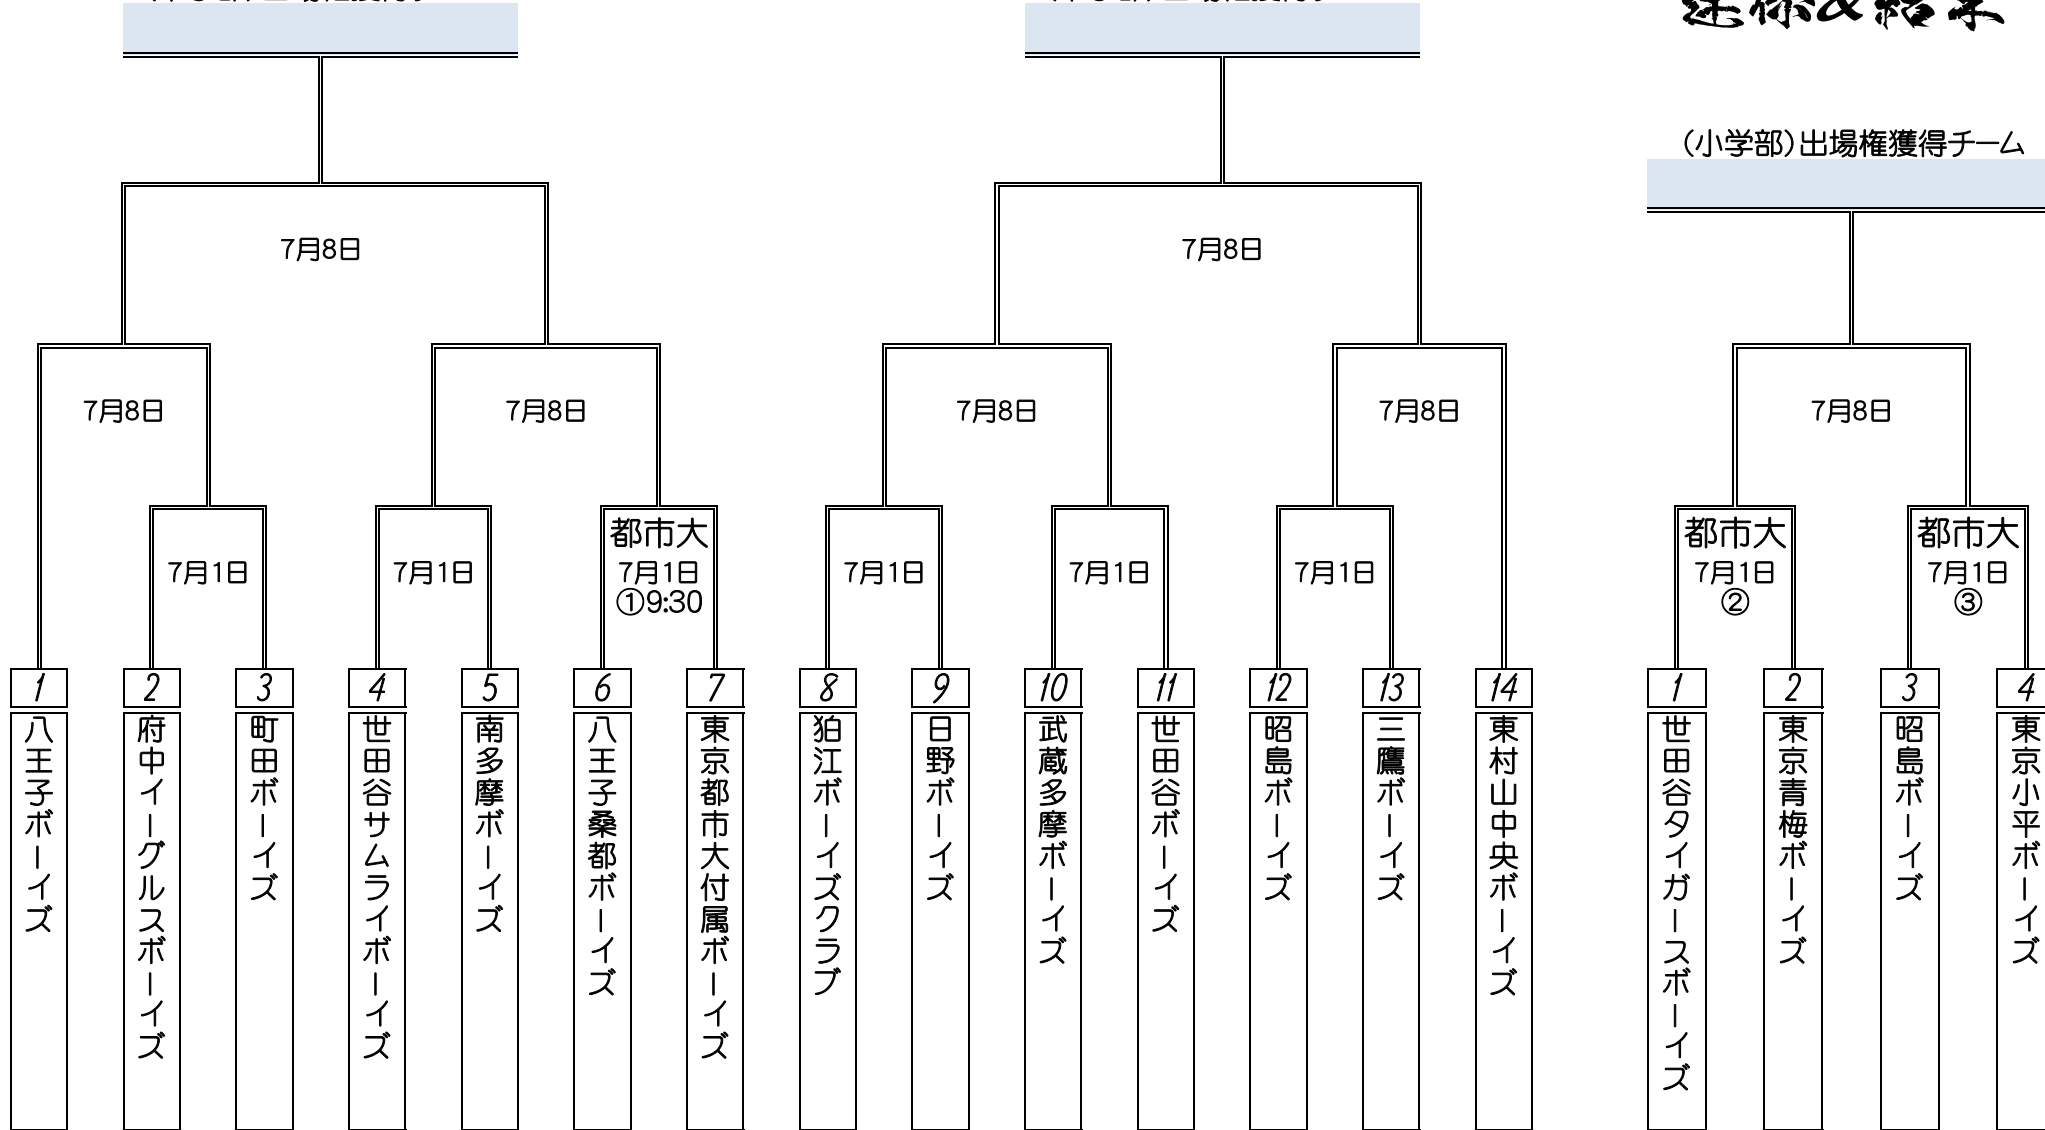 (小学部)出場権獲得チーム
7月8日
7月8日
7月8日
7月8日
7月8日
7月8日
7月8日
7月1日
7月1日
都市大
7月1日
①9:30
7月1日
7月1日
7月1日
都市大
7月1日
②
都市大
7月1日
③
1
八王子ボーイズ
2
府中イーグルスボーイズ
3
町田ボーイズ
4
世田谷サムライボーイズ
5
南多摩ボーイズ
6
八王子桑都ボーイズ
7
東京都市大付属ボーイズ
8
狛江ボーイズクラブ
9
日野ボーイズ
10
武蔵多摩ボーイズ
11
世田谷ボーイズ
12
昭島ボーイズ
13
三鷹ボーイズ
14
東村山中央ボーイズ
1
世田谷タイガースボーイズ
2
東京青梅ボーイズ
3
昭島ボーイズ
4
東京小平ボーイズ